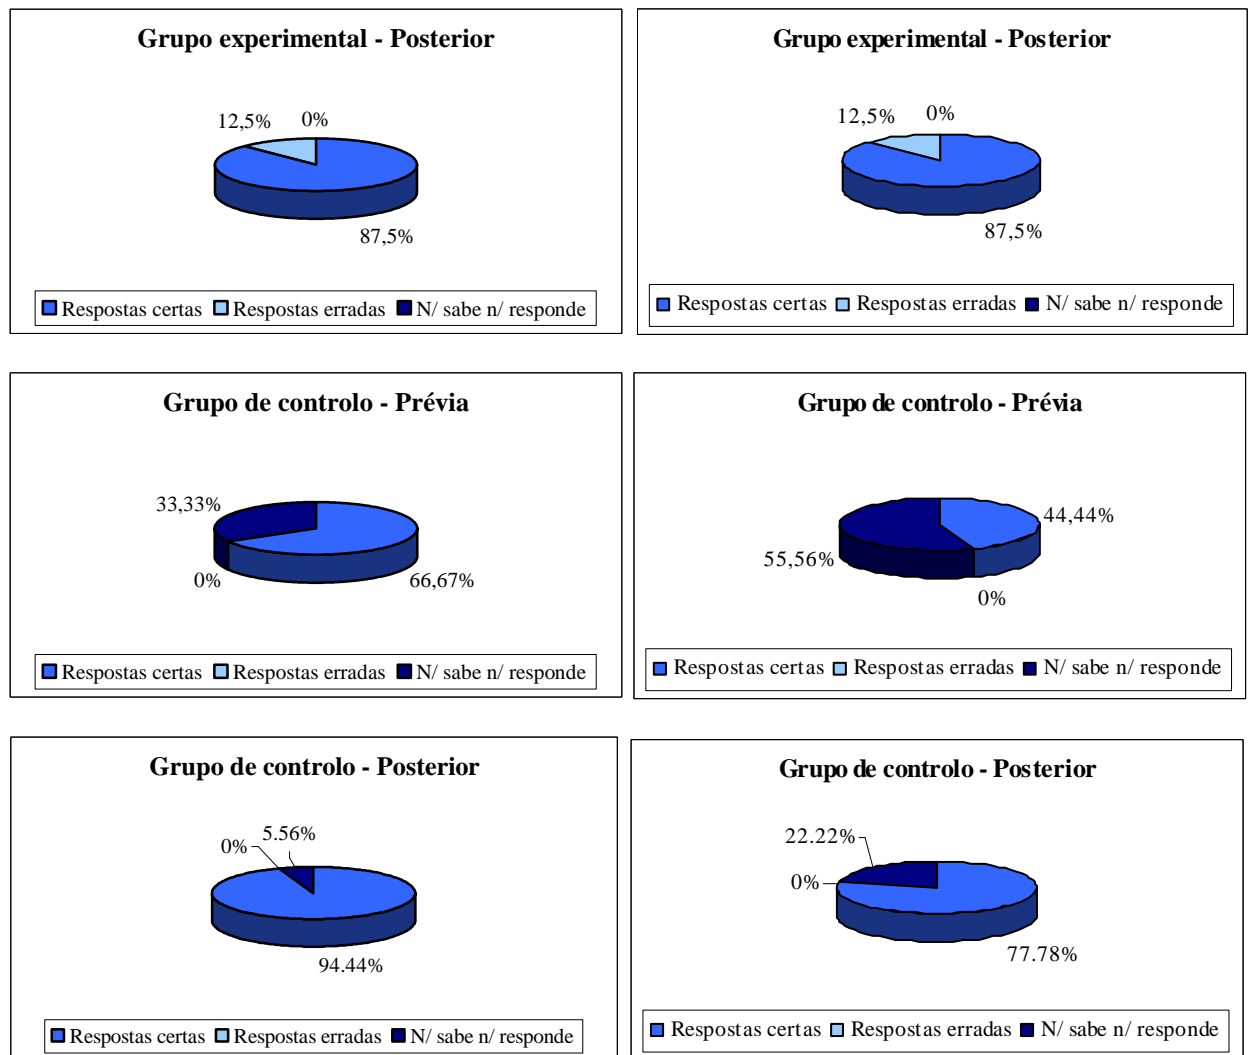 Grupo experimental - Posterior
12,5% 0%
87,5%
Respostas certas Respostas erradas N/ sabe n/ responde
Grupo experimental - Posterior
12,5% 0%
87,5%
Respostas certas Respostas erradas N/ sabe n/ responde
Grupo de controlo - Prévia
33,33%
0% 66,67%
Respostas certas Respostas erradas N/ sabe n/ responde
Grupo de controlo - Prévia
44,44%
55,56%
0%
Respostas certas Respostas erradas N/ sabe n/ responde
Grupo de controlo - Posterior
0% 5.56%
94.44%
Respostas certas Respostas erradas N/ sabe n/ responde
Grupo de controlo - Posterior
22.22%
0%
77.78%
Respostas certas Respostas erradas N/ sabe n/ responde